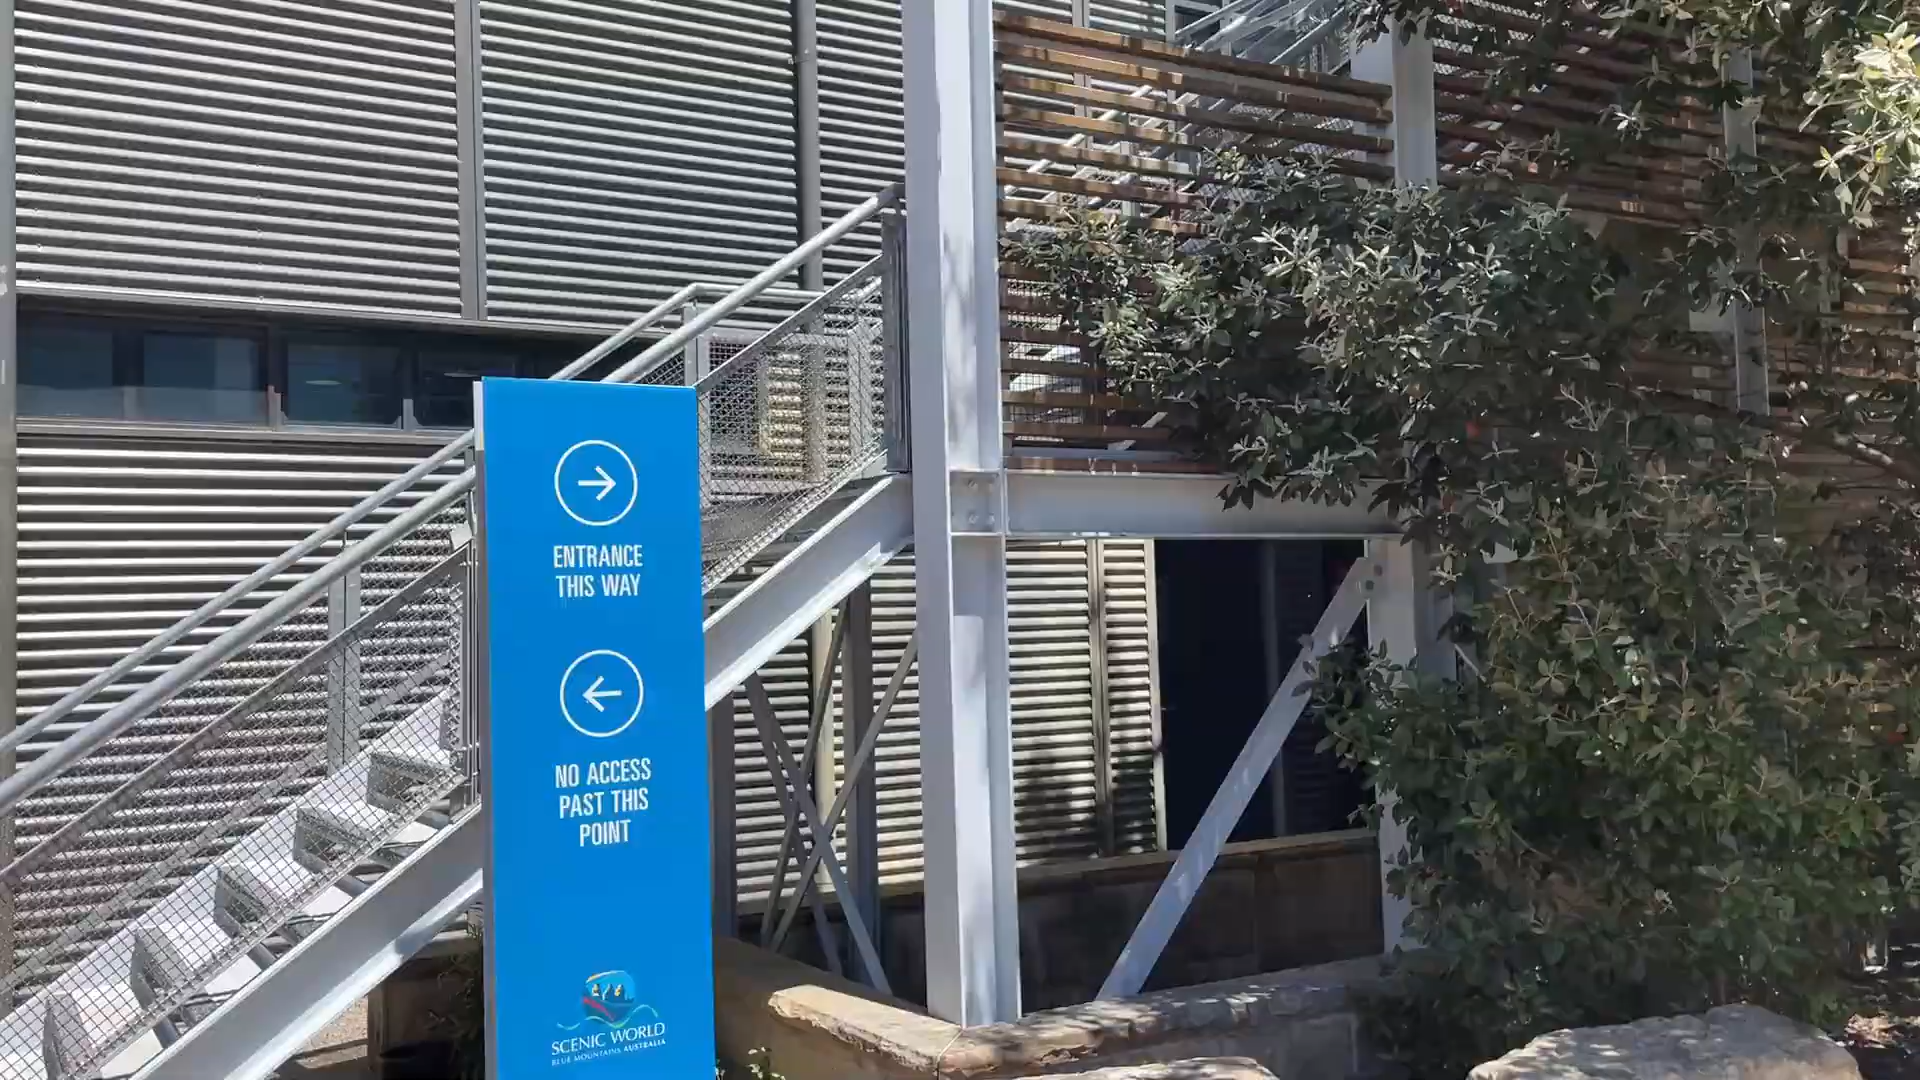 ENTRANCE
THIS WAY
NO ACCESS
PAST THIS
POINT
SCENIC WORLD
BLUE MOUNTAINS AUSTRALIA